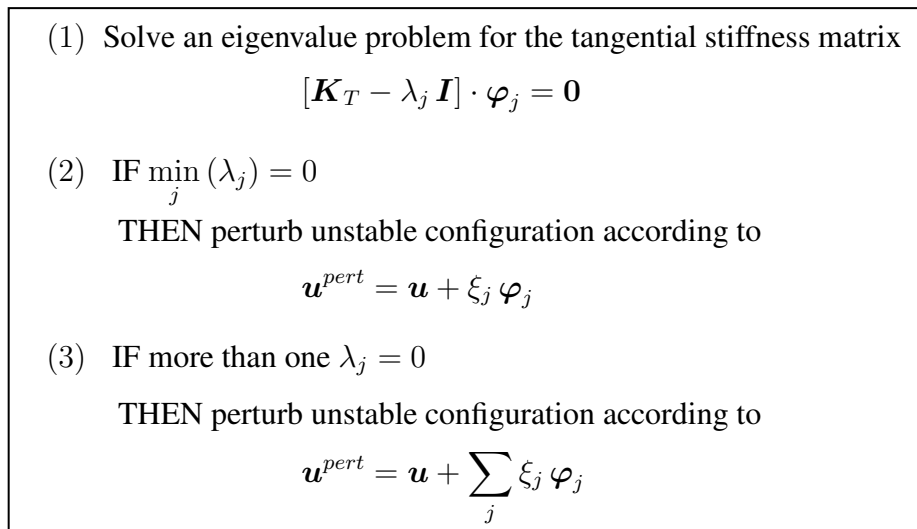 (1) Solve an eigenvalue problem for the tangential stiffness matrix
[𝑲_T − λ_j 𝑰] · 𝝋_j = 𝟎
(2) IF min_j (λ_j) = 0
THEN perturb unstable configuration according to
𝒖^{pert} = 𝒖 + ξ_j 𝝋_j
(3) IF more than one λ_j = 0
THEN perturb unstable configuration according to
𝒖^{pert} = 𝒖 + ∑_j ξ_j 𝝋_j